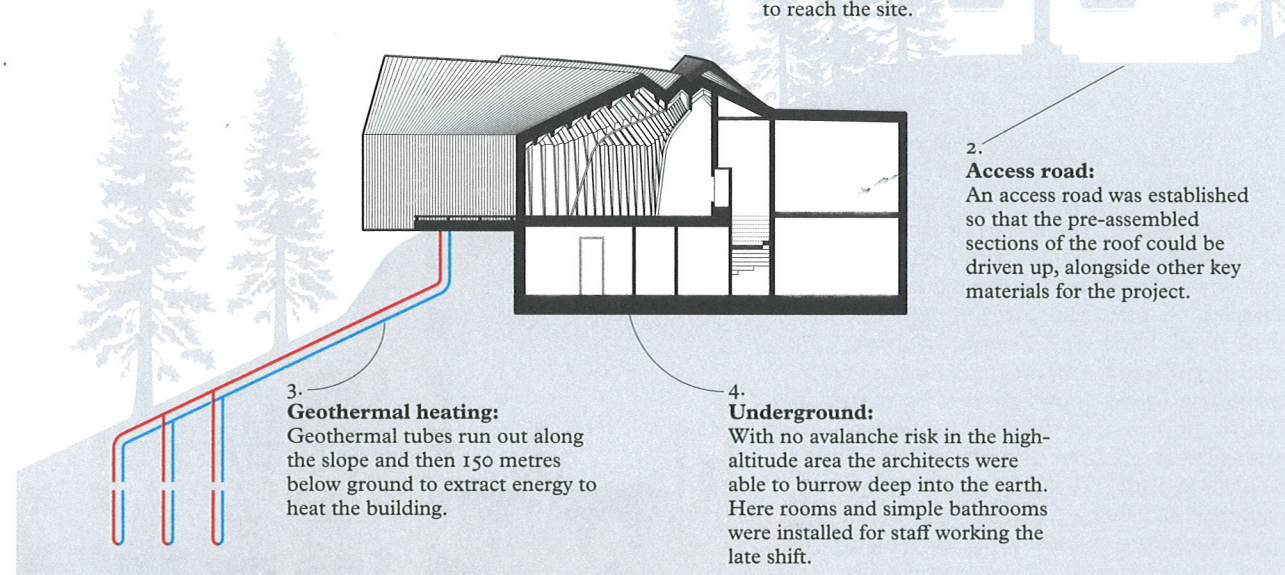 to reach the site.
2.
Access road:
An access road was established
so that the pre-assembled
sections of the roof could be
driven up, alongside other key
materials for the project.
3.
Geothermal heating:
Geothermal tubes run out along
the slope and then 150 metres
below ground to extract energy to
heat the building.
4.
Underground:
With no avalanche risk in the high-
altitude area the architects were
able to burrow deep into the earth.
Here rooms and simple bathrooms
were installed for staff working the
late shift.